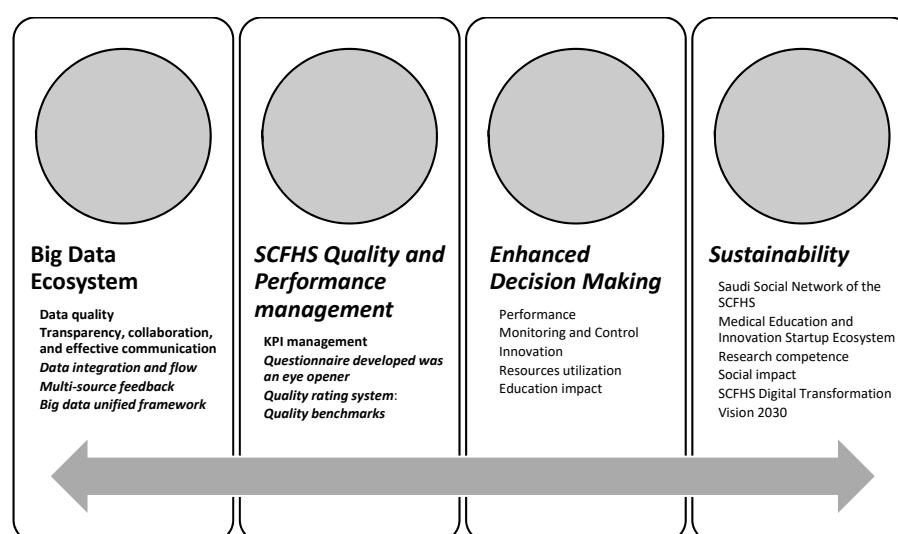 Big Data
Ecosystem
Data quality
Transparency, collaboration,
and effective communication
Data integration and flow
Multi-source feedback
Big data unified framework
SCFHS Quality and
Performance
management
KPI management
Questionnaire developed was
an eye opener
Quality rating system:
Quality benchmarks
Enhanced
Decision Making
Performance
Monitoring and Control
Innovation
Resources utilization
Education impact
Sustainability
Saudi Social Network of the
SCFHS
Medical Education and
Innovation Startup Ecosystem
Research competence
Social impact
SCFHS Digital Transformation
Vision 2030